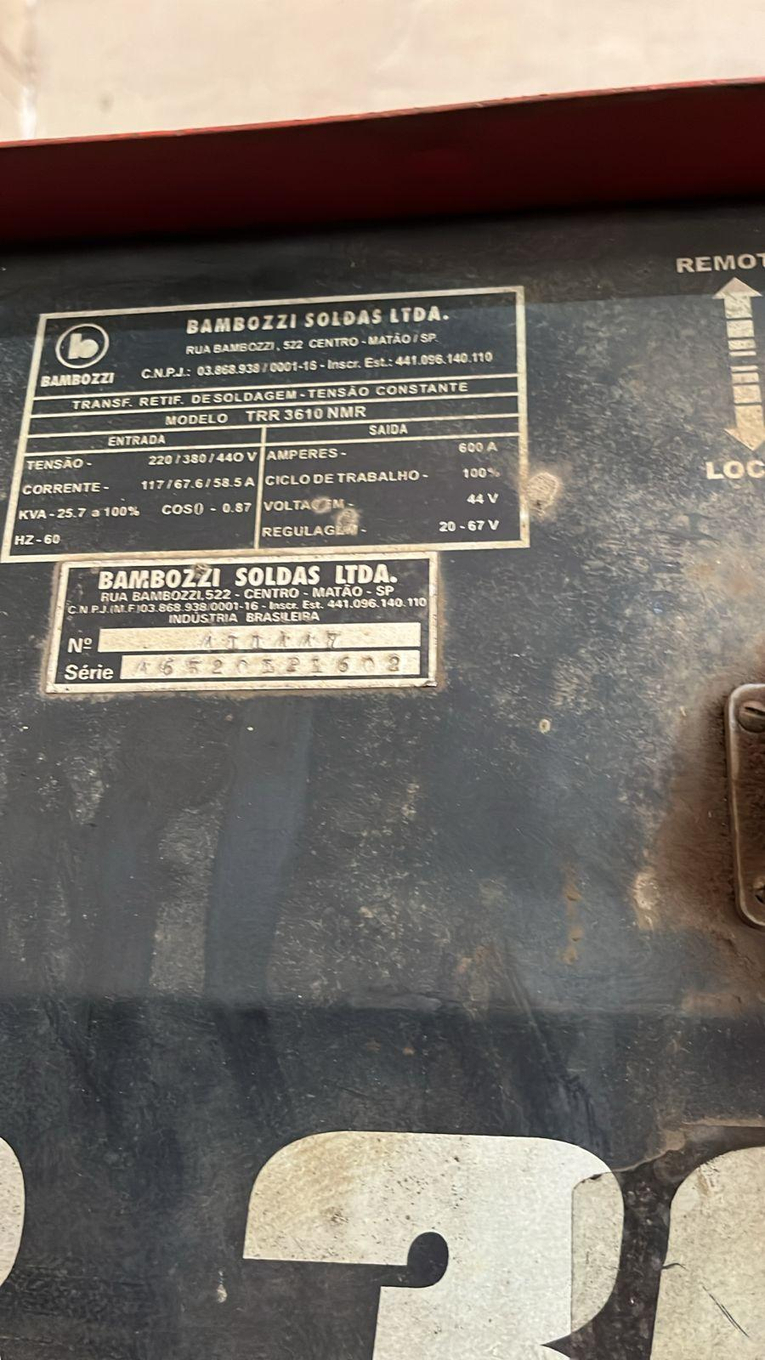 REMOT
LOC
b
BAMBOZZI
BAMBOZZI SOLDAS LTDA.
RUA BAMBOZZI, 522 CENTRO - MATÃO / SP.
C.N.P.J.: 03.868.938 / 0001-16 - Inscr. Est.: 441.096.140.110
TRANSF. RETIF. DE SOLDAGEM - TENSÃO CONSTANTE
MODELO TRR 3610 NMR
ENTRADA
TENSÃO - 220 / 380 / 440 V
CORRENTE - 117 / 67.6 / 58.5 A
KVA - 25.7 a 100% COS() - 0.87
HZ - 60
SAIDA
AMPERES - 600 A
CICLO DE TRABALHO - 100%
44 V
20 - 67 V
BAMBOZZI SOLDAS LTDA.
RUA BAMBOZZI,522 - CENTRO - MATÃO - SP
C.N.P.J.(M.F.)03.868.938/0001-16 - Inscr. Est. 441.096.140.110
INDÚSTRIA BRASILEIRA
Nº
Série
3